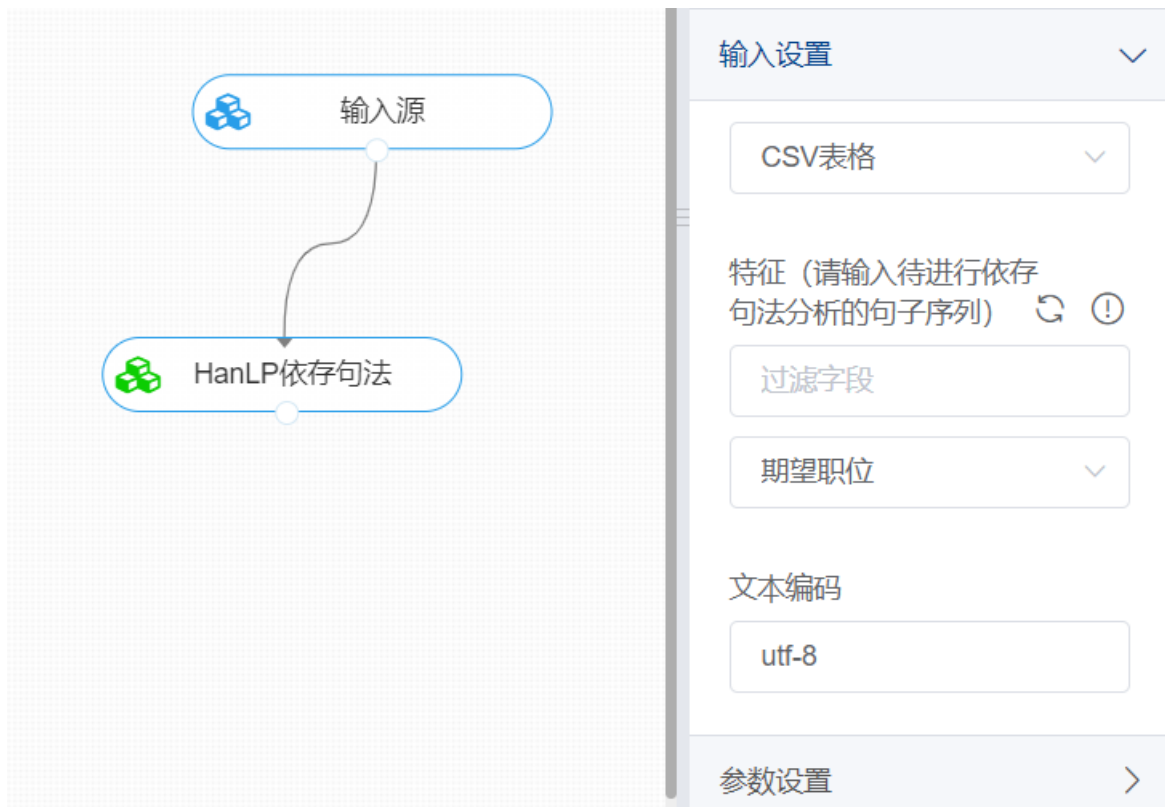 输入源
HanLP依存句法
输入设置
CSV表格
特征（请输入待进行依存
句法分析的句子序列）
过滤字段
期望职位
文本编码
utf-8
参数设置